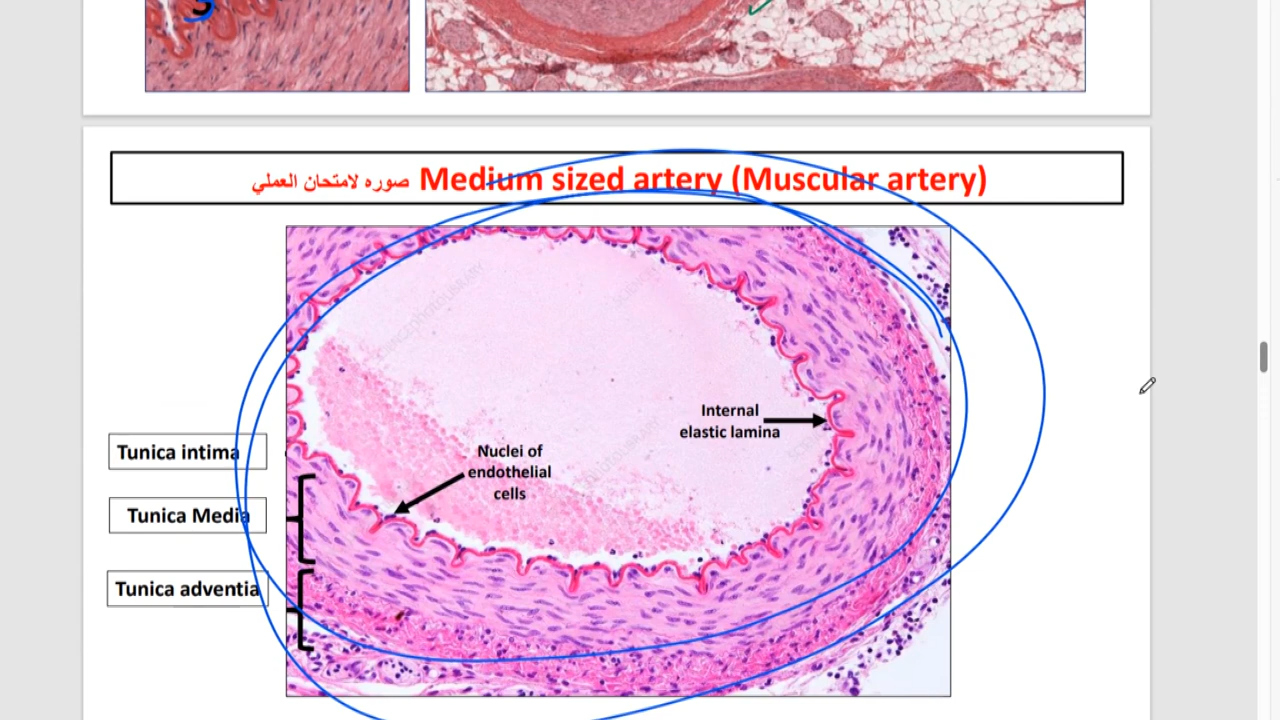 Medium sized artery (Muscular artery) صوره لامتحان العملي
Internal
elastic lamina
Nuclei of
endothelial
cells
Tunica intima
Tunica Media
Tunica adventia